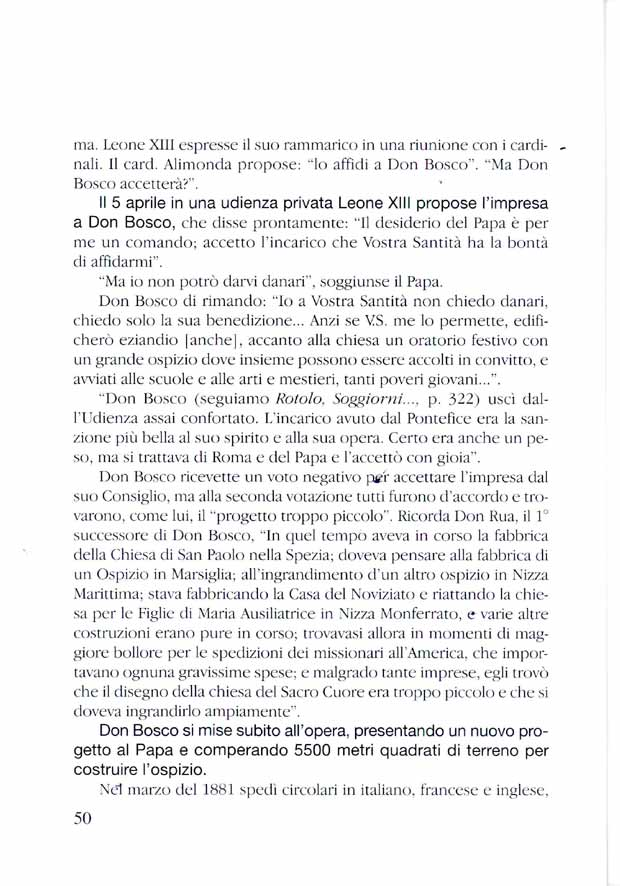 ma. Leone XIII espresse il suo rammarico in una riunione con i cardi-
nali. Il card. Alimonda propose: “lo affidi a Don Bosco”. “Ma Don
Bosco accetterà?”.
Il 5 aprile in una udienza privata Leone XIII propose l'impresa
a Don Bosco, che disse prontamente: “Il desiderio del Papa è per
me un comando; accetto l'incarico che Vostra Santità ha la bontà
di affidarmi”.
“Ma io non potrò darvi danari”, soggiunse il Papa.
Don Bosco di rimando: “Io a Vostra Santità non chiedo danari,
chiedo solo la sua benedizione... Anzi se V.S. me lo permette, edifi-
cherò eziandio [anche], accanto alla chiesa un oratorio festivo con
un grande ospizio dove insieme possono essere accolti in convitto, e
avviati alle scuole e alle arti e mestieri, tanti poveri giovani...”.
“Don Bosco (seguiamo Rotolo, Soggiorni..., p. 322) uscì dal-
l'Udienza assai confortato. L'incarico avuto dal Pontefice era la san-
zione più bella al suo spirito e alla sua opera. Certo era anche un pe-
so, ma si trattava di Roma e del Papa e l'accettò con gioia”.
Don Bosco ricevette un voto negativo per accettare l'impresa dal
suo Consiglio, ma alla seconda votazione tutti furono d'accordo e tro-
varono, come lui, il “progetto troppo piccolo”. Ricorda Don Rua, il 1°
successore di Don Bosco, “In quel tempo aveva in corso la fabbrica
della Chiesa di San Paolo nella Spezia; doveva pensare alla fabbrica di
un Ospizio in Marsiglia; all'ingrandimento d'un altro ospizio in Nizza
Marittima; stava fabbricando la Casa del Noviziato e riattando la chie-
sa per le Figlie di Maria Ausiliatrice in Nizza Monferrato, e varie altre
costruzioni erano pure in corso; trovavasi allora in momenti di mag-
giore bollore per le spedizioni dei missionari all'America, che impor-
tavano ognuna gravissime spese; e malgrado tante imprese, egli trovò
che il disegno della chiesa del Sacro Cuore era troppo piccolo e che si
doveva ingrandirlo ampiamente”.
Don Bosco si mise subito all'opera, presentando un nuovo pro-
getto al Papa e comperando 5500 metri quadrati di terreno per
costruire l'ospizio.
Nel marzo del 1881 spedì circolari in italiano, francese e inglese,
50